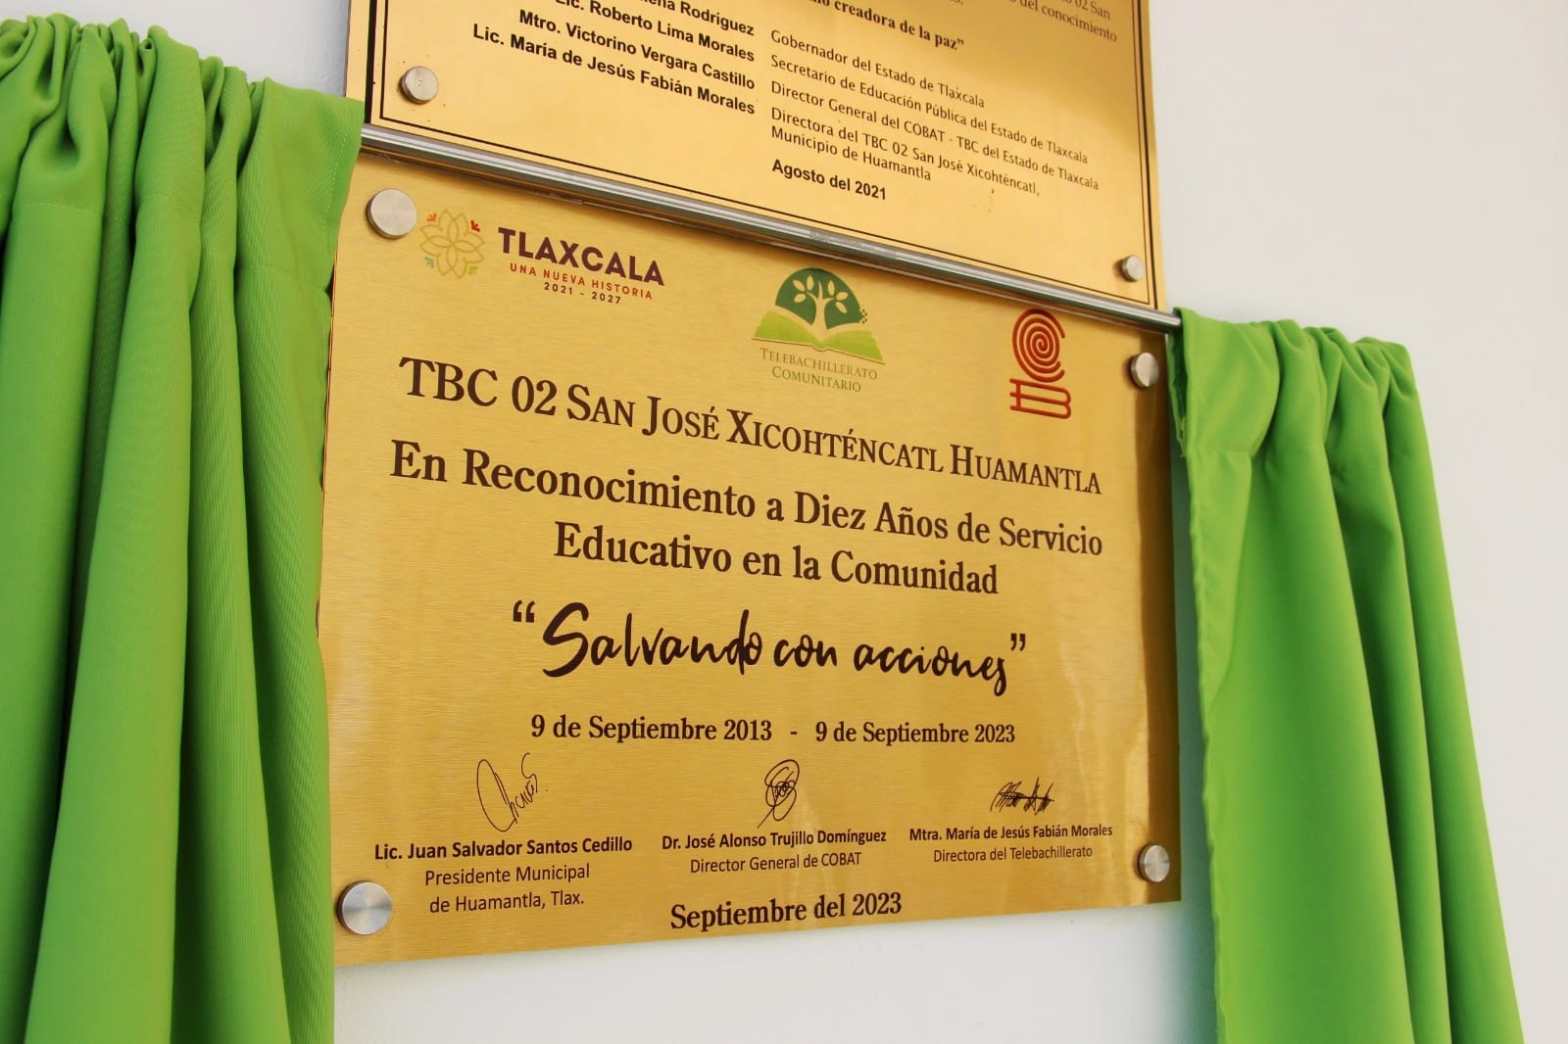 02 San
del conocimiento
creadora de la paz"
Rodríguez
Lic. Roberto Lima Morales
Mtro. Victorino Vergara Castillo
Lic. María de Jesús Fabián Morales
Gobernador del Estado de Tlaxcala
Secretario de Educación Pública del Estado de Tlaxcala
Director General del COBAT - TBC del Estado de Tlaxcala
Directora del TBC 02 San José Xicohténcatl,
Municipio de Huamantla
Agosto del 2021
TLAXCALA
UNA NUEVA HISTORIA
2021 - 2027
TELEBACHILLERATO
COMUNITARIO
TBC 02 SAN JOSÉ XICOHTÉNCATL HUAMANTLA
En Reconocimiento a Diez Años de Servicio
Educativo en la Comunidad
“Salvando con acciones”
9 de Septiembre 2013 - 9 de Septiembre 2023
Lic. Juan Salvador Santos Cedillo
Presidente Municipal
de Huamantla, Tlax.
Dr. José Alonso Trujillo Domínguez
Director General de COBAT
Mtra. María de Jesús Fabián Morales
Directora del Telebachillerato
Septiembre del 2023